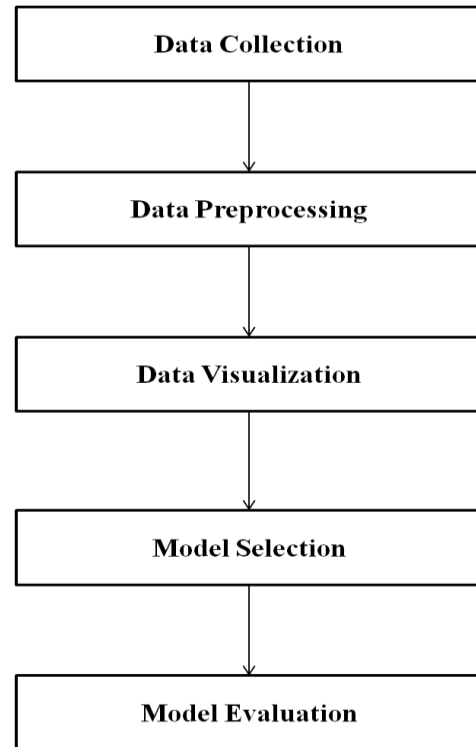 Data Collection
Data Preprocessing
Data Visualization
Model Selection
Model Evaluation